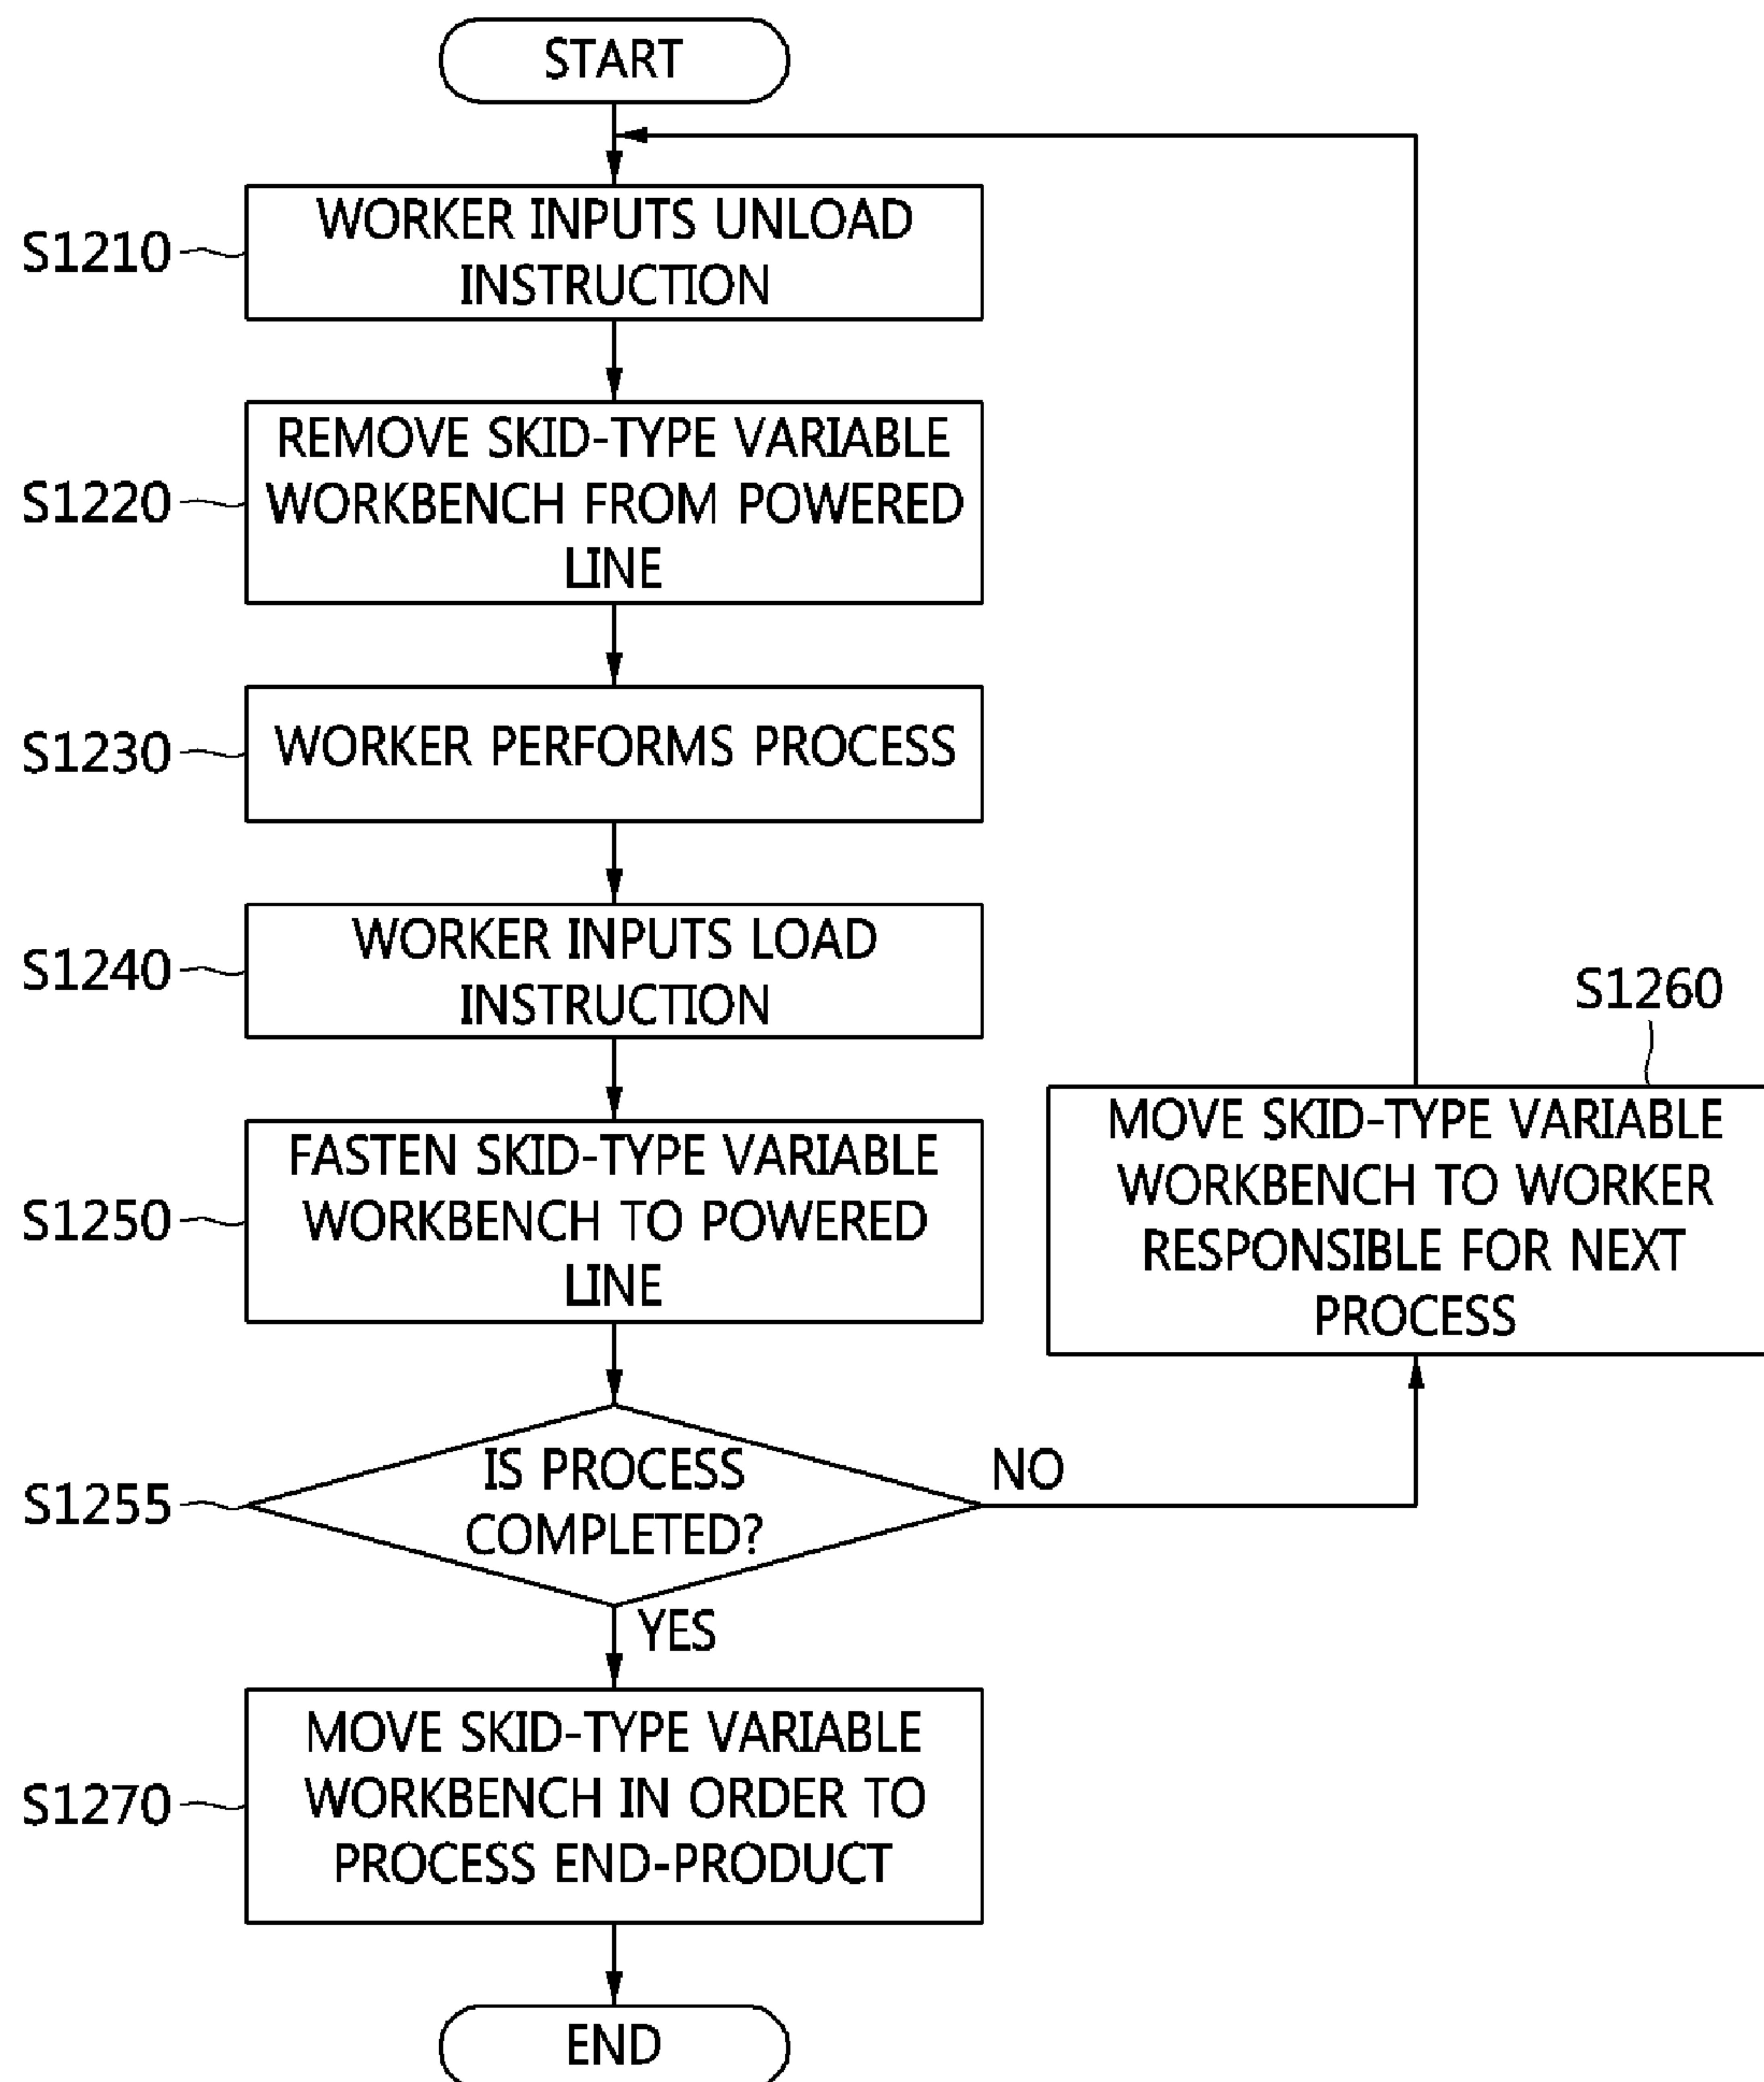 START
S1210
WORKER INPUTS UNLOAD
INSTRUCTION
S1220
REMOVE SKID-TYPE VARIABLE
WORKBENCH FROM POWERED
LINE
S1230
WORKER PERFORMS PROCESS
S1240
WORKER INPUTS LOAD
INSTRUCTION
S1250
FASTEN SKID-TYPE VARIABLE
WORKBENCH TO POWERED
LINE
S1255
IS PROCESS
COMPLETED?
NO
S1260
MOVE SKID-TYPE VARIABLE
WORKBENCH TO WORKER
RESPONSIBLE FOR NEXT
PROCESS
YES
S1270
MOVE SKID-TYPE VARIABLE
WORKBENCH IN ORDER TO
PROCESS END-PRODUCT
END